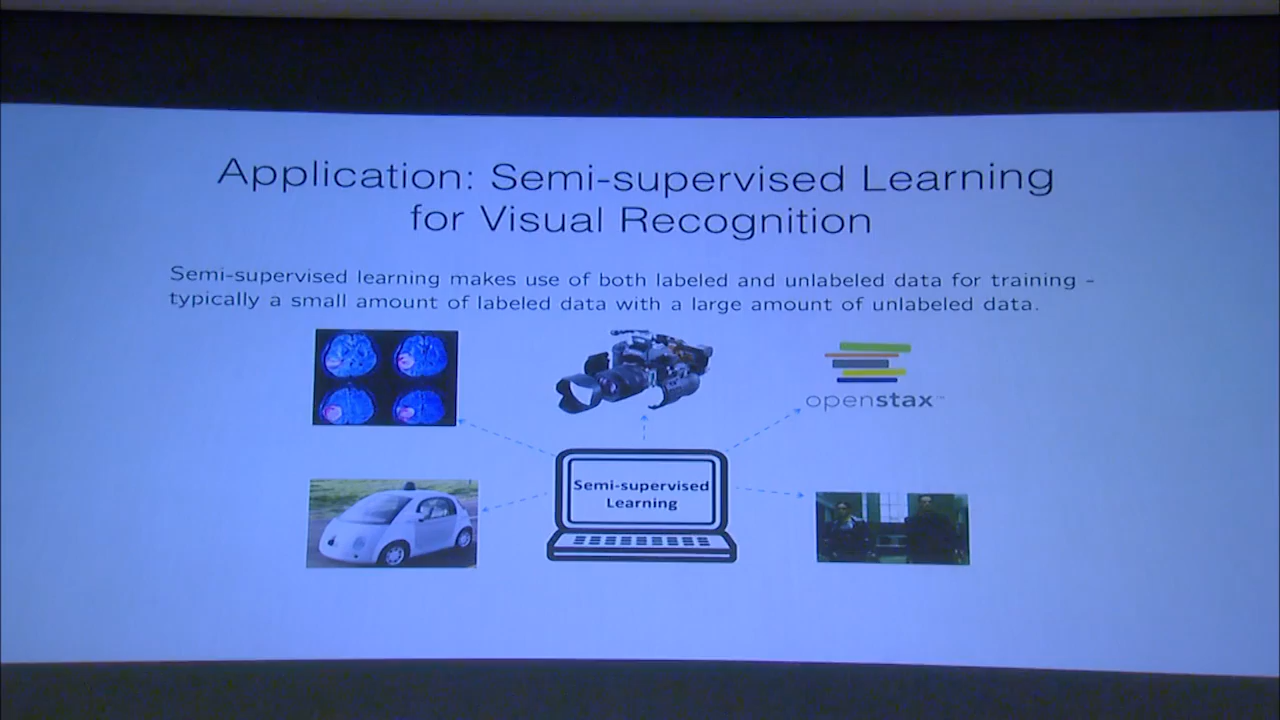 Application: Semi-supervised Learning
for Visual Recognition
Semi-supervised learning makes use of both labeled and unlabeled data for training -
typically a small amount of labeled data with a large amount of unlabeled data.
openstax™
Semi-supervised
Learning